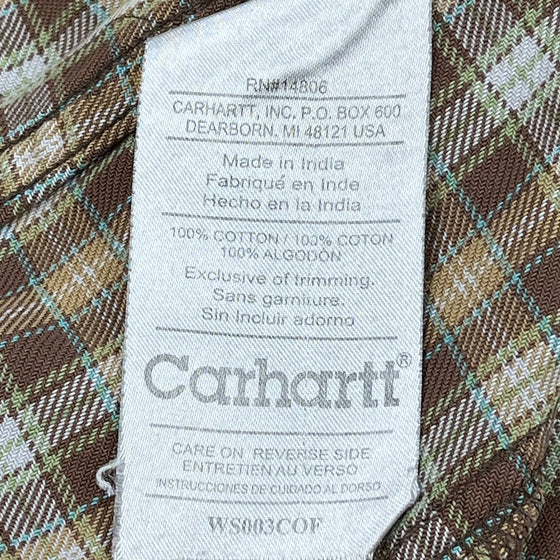 RN#14806
CARHARTT, INC. P.O. BOX 600
DEARBORN, MI 48121 USA
Made in India
Fabriqué en Inde
Hecho en la India
100% COTTON / 100% COTON
100% ALGODÓN
Exclusive of trimming.
Sans garniture.
Sin Incluir adorno
Carhartt®
CARE ON REVERSE SIDE
ENTRETIEN AU VERSO
INSTRUCCIONES DE CUIDADO AL DORSO
WS003COF